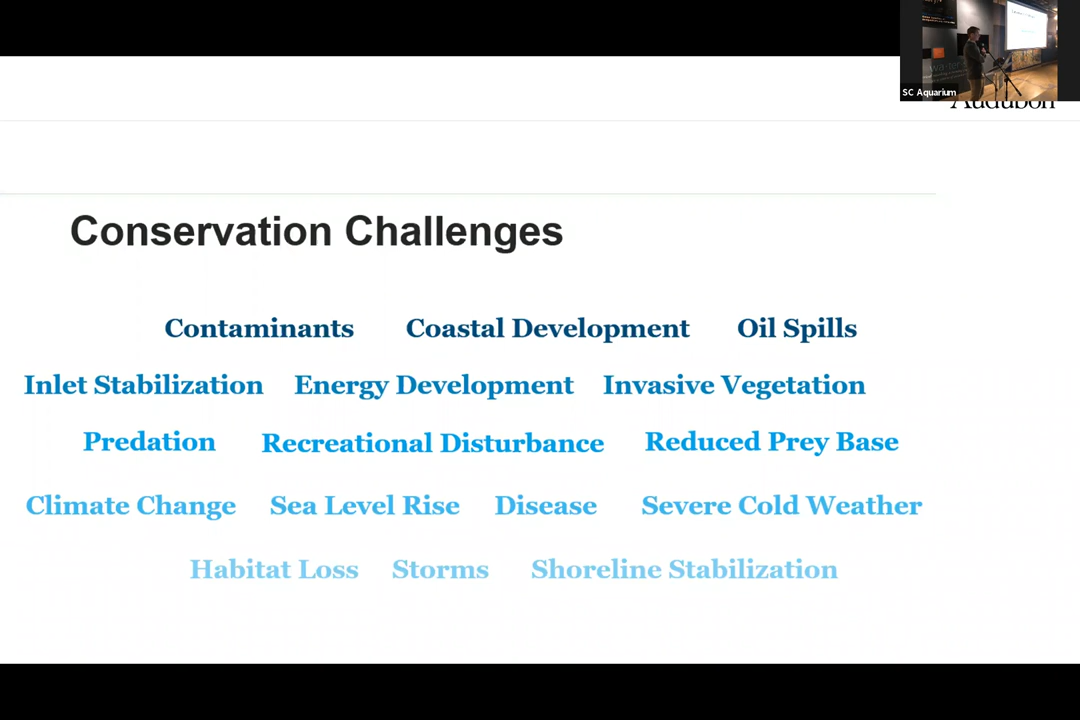 SC Aquarium
Audubon
Conservation Challenges
Contaminants Coastal Development Oil Spills
Inlet Stabilization Energy Development Invasive Vegetation
Predation Recreational Disturbance Reduced Prey Base
Climate Change Sea Level Rise Disease Severe Cold Weather
Habitat Loss Storms Shoreline Stabilization